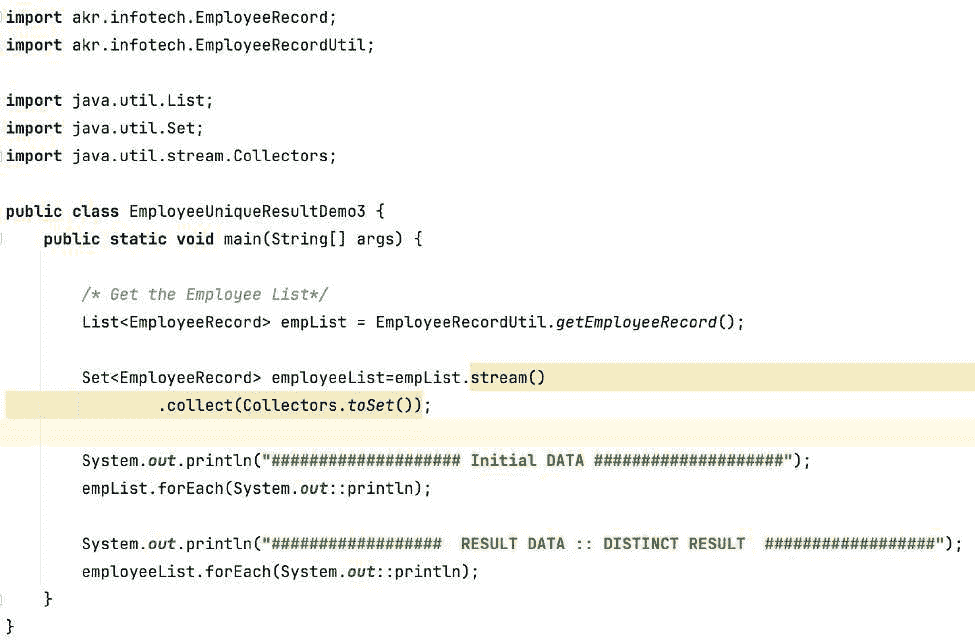 import akr.infotech.EmployeeRecord;
import akr.infotech.EmployeeRecordUtil;
import java.util.List;
import java.util.Set;
import java.util.stream.Collectors;
public class EmployeeUniqueResultDemo3 {
public static void main(String[] args) {
/* Get the Employee List*/
List<EmployeeRecord> empList = EmployeeRecordUtil.getEmployeeRecord();
Set<EmployeeRecord> employeeList=empList.stream()
.collect(Collectors.toSet());
System.out.println("#################### Initial DATA ####################");
empList.forEach(System.out::println);
System.out.println("##################  RESULT DATA :: DISTINCT RESULT  ##################");
employeeList.forEach(System.out::println);
}
}